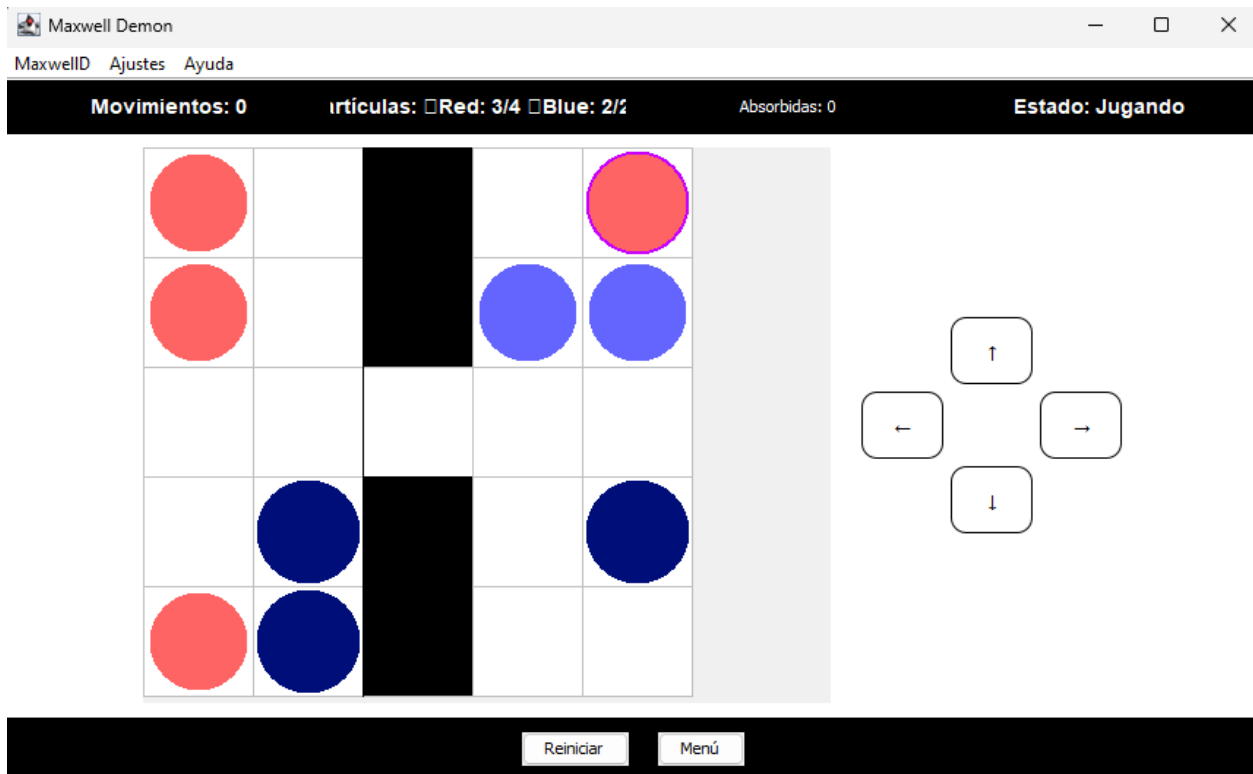 Maxwell Demon
MaxwellD Ajustes Ayuda
Movimientos: 0 artículas: □Red: 3/4 □Blue: 2/2 Absorbidas: 0 Estado: Jugando
↑
← →
↓
Reiniciar Menú